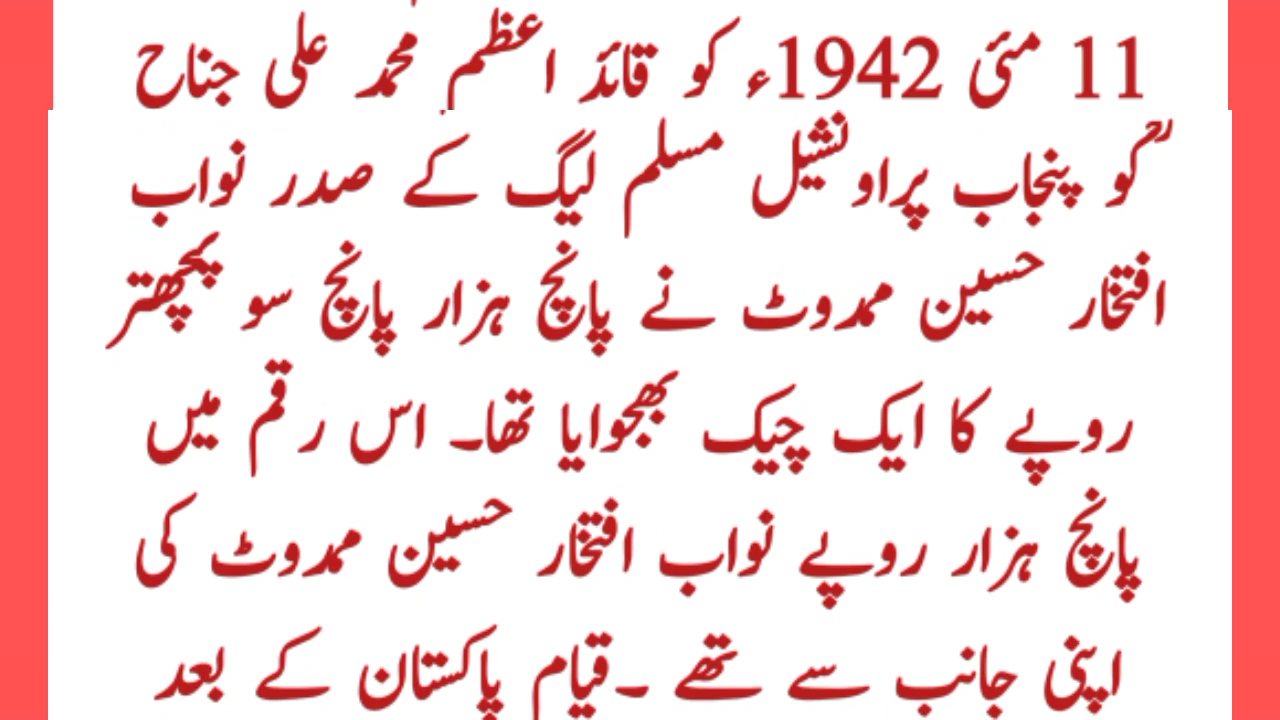 11 مئی 1942ء کو قائد اعظم محمد علی جناح
ؒکو پنجاب پراونشیل مسلم لیگ کے صدر نواب
افتخار حسین ممدوٹ نے پانچ ہزار پانچ سو پچھتر
روپے کا ایک چیک بھجوایا تھا۔ اس رقم میں
پانچ ہزار روپے نواب افتخار حسین ممدوٹ کی
اپنی جانب سے تھے ۔قیام پاکستان کے بعد